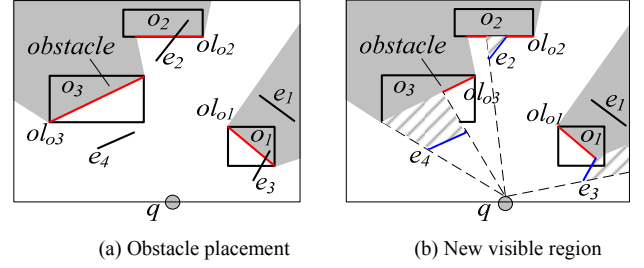 o2
obstacle
olo2
e2
o3
olo1
e1
o1
olo3
e4
e3
q
(a) Obstacle placement
o2
obstacle
olo2
e2
o3
olo3
olo1
e1
o1
e4
e3
q
(b) New visible region